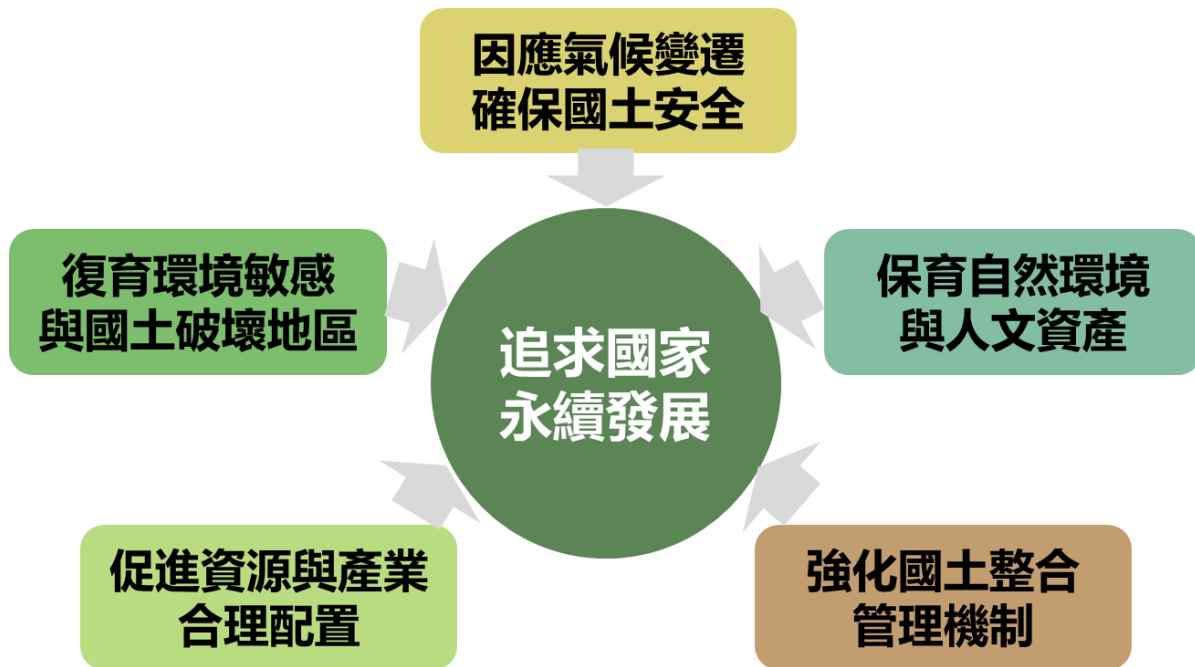 因應氣候變遷
確保國土安全
復育環境敏感
與國土破壞地區
保育自然環境
與人文資產
追求國家
永續發展
促進資源與產業
合理配置
強化國土整合
管理機制